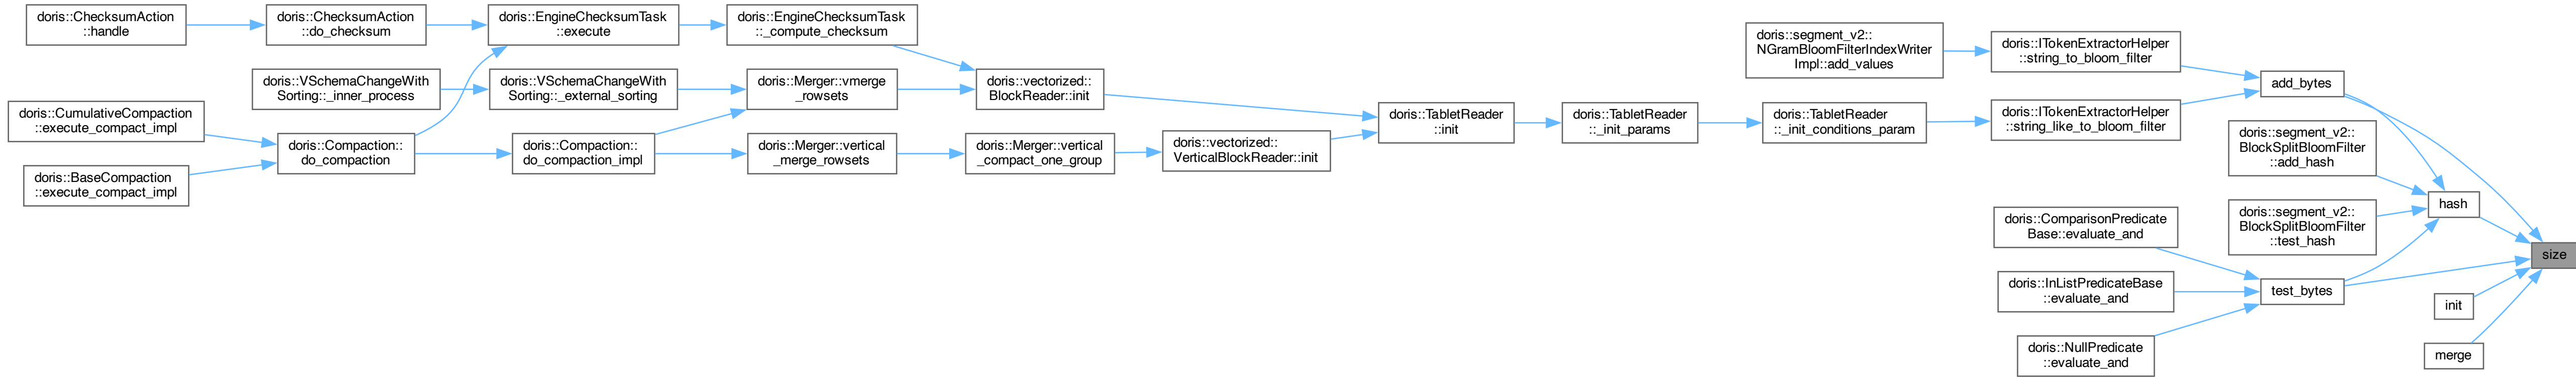 doris::ChecksumAction
::handle
doris::ChecksumAction
::do_checksum
doris::EngineChecksumTask
::execute
doris::EngineChecksumTask
::_compute_checksum
doris::VSchemaChangeWith
Sorting::_inner_process
doris::VSchemaChangeWith
Sorting::_external_sorting
doris::Merger::vmerge
_rowsets
doris::vectorized::
BlockReader::init
doris::CumulativeCompaction
::execute_compact_impl
doris::BaseCompaction
::execute_compact_impl
doris::Compaction::
do_compaction
doris::Compaction::
do_compaction_impl
doris::Merger::vertical
_merge_rowsets
doris::Merger::vertical
_compact_one_group
doris::vectorized::
VerticalBlockReader::init
doris::TabletReader
::init
doris::TabletReader
::_init_params
doris::TabletReader
::_init_conditions_param
doris::segment_v2::
NGramBloomFilterIndexWriter
Impl::add_values
doris::ITokenExtractorHelper
::string_to_bloom_filter
doris::ITokenExtractorHelper
::string_like_to_bloom_filter
add_bytes
doris::segment_v2::
BlockSplitBloomFilter
::add_hash
doris::segment_v2::
BlockSplitBloomFilter
::test_hash
hash
doris::ComparisonPredicate
Base::evaluate_and
doris::InListPredicateBase
::evaluate_and
doris::NullPredicate
::evaluate_and
test_bytes
size
init
merge